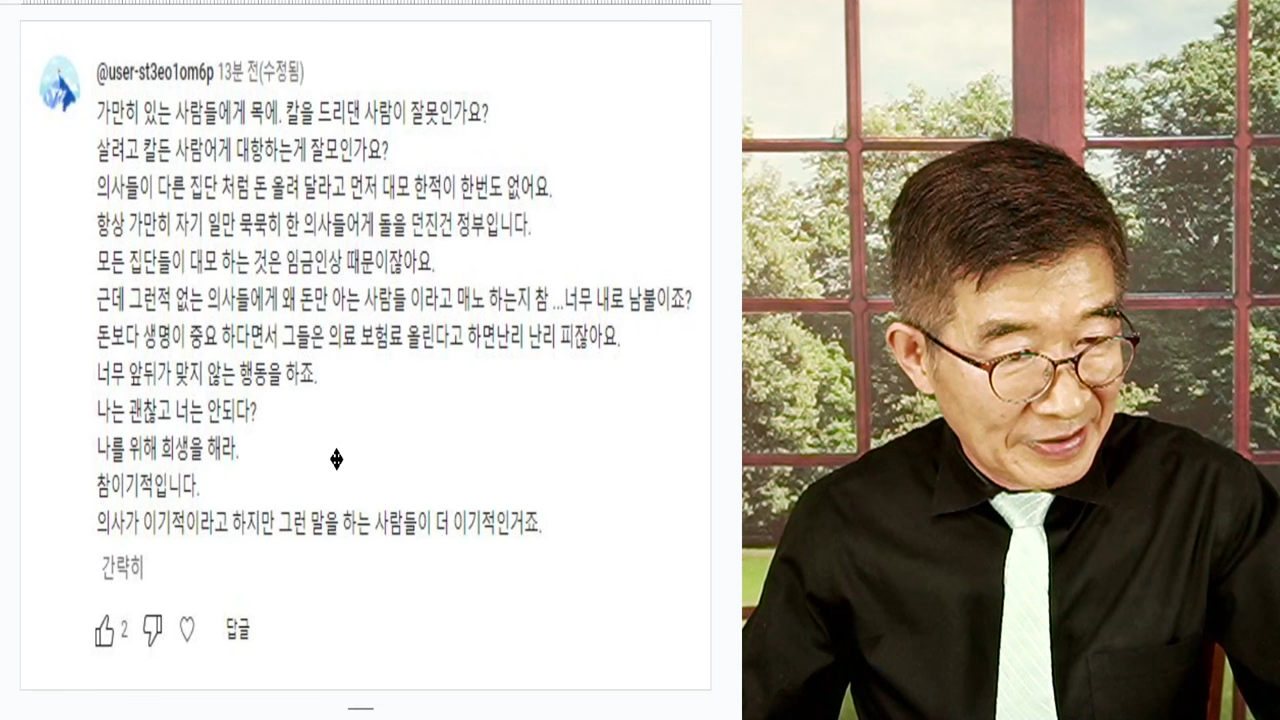 @user-st3eo1om6p 13분 전(수정됨)
가만히 있는 사람들에게 목에. 칼을 드리댄 사람이 잘못인가요?
살려고 칼든 사람어게 대항하는게 잘모인가요?
의사들이 다른 집단 처럼 돈 올려 달라고 먼저 대모 한적이 한번도 없어요.
항상 가만히 자기 일만 묵묵히 한 의사들어게 돌을 던진건 정부입니다.
모든 집단들이 대모 하는 것은 임금인상 때문이잖아요.
근데 그런적 없는 의사들에게 왜 돈만 아는 사람들 이라고 매노 하는지 참 ...너무 내로 남불이죠?
돈보다 생명이 중요 하다면서 그들은 의료 보험료 올린다고 하면난리 난리 피잖아요.
너무 앞뒤가 맞지 않는 행동을 하죠.
나는 괜찮고 너는 안되다?
나를 위해 희생을 해라.
참이기적입니다.
의사가 이기적이라고 하지만 그런 말을 하는 사람들이 더 이기적인거죠.
간략히
2 답글